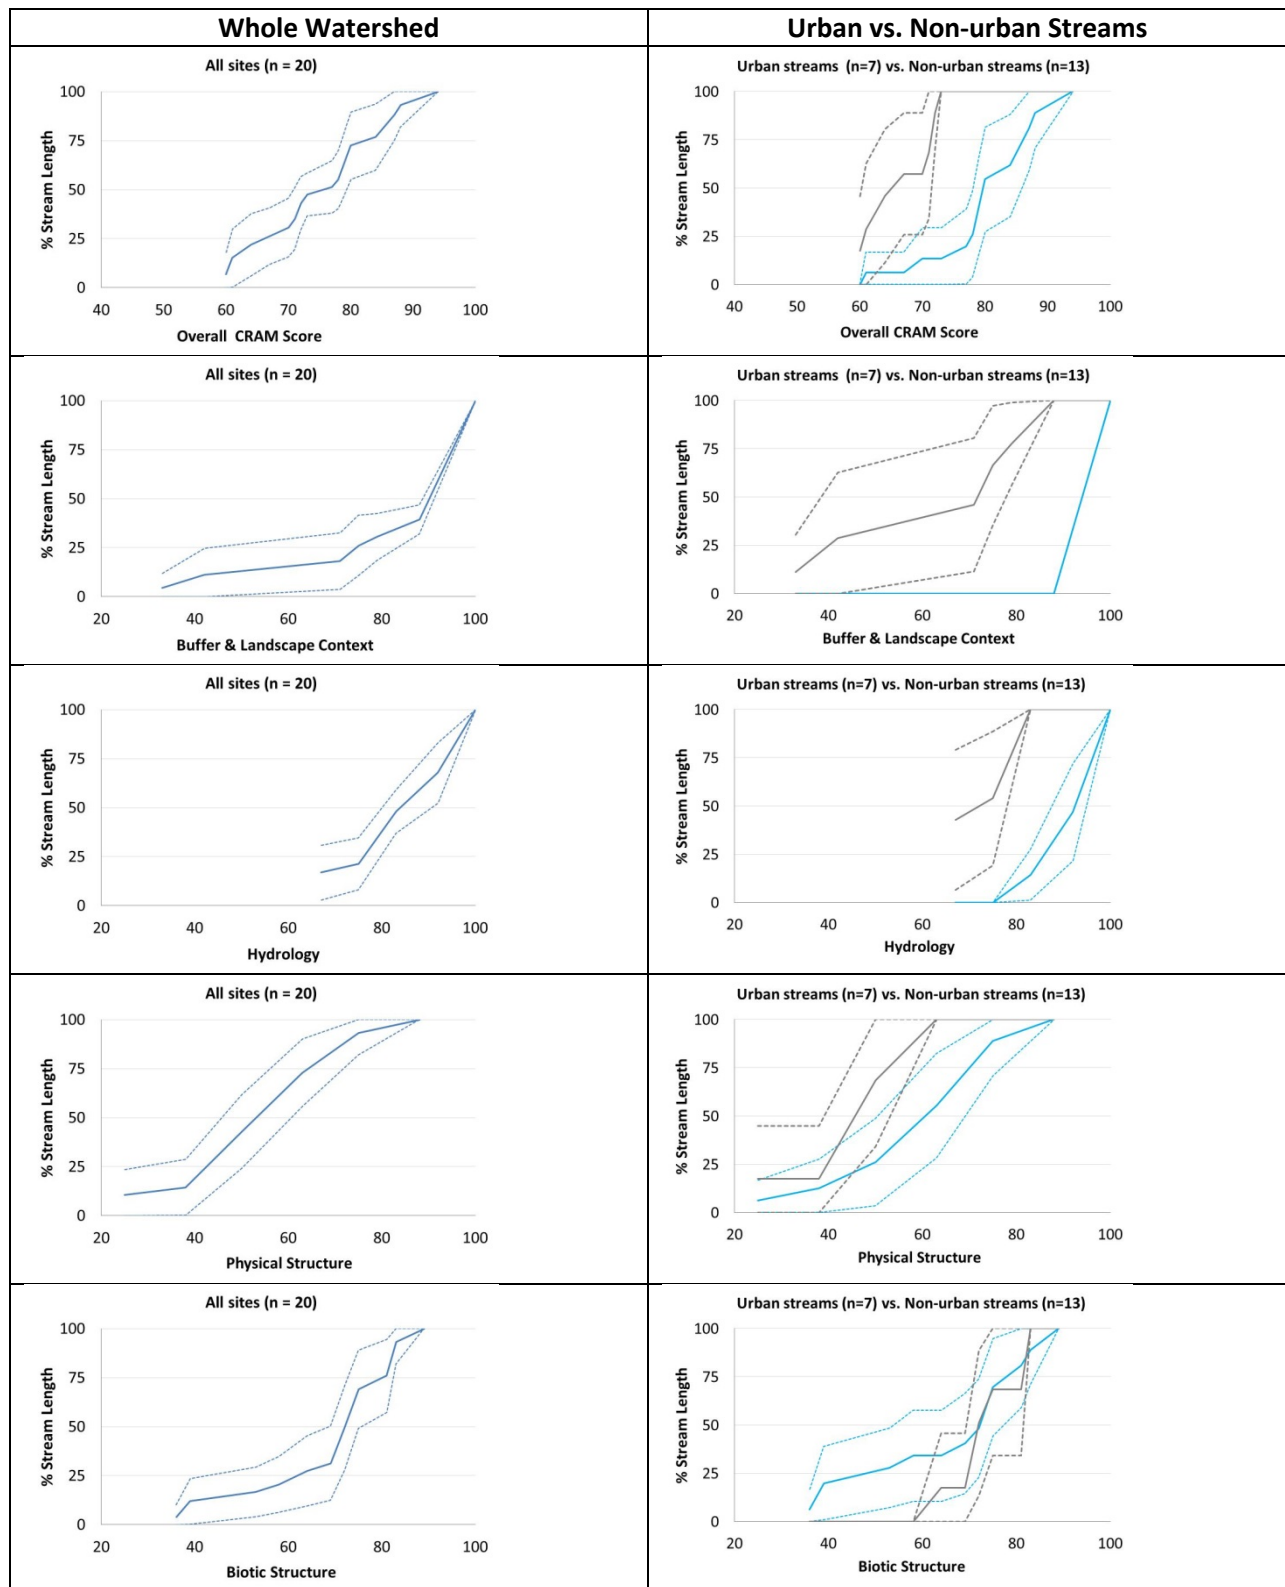 Whole Watershed
Urban vs. Non-urban Streams
All sites (n = 20)
% Stream Length
100
75
50
25
0
40 50 60 70 80 90 100
Overall CRAM Score
Urban streams (n=7) vs. Non-urban streams (n=13)
% Stream Length
100
75
50
25
0
40 50 60 70 80 90 100
Overall CRAM Score
All sites (n = 20)
% Stream Length
100
75
50
25
0
20 40 60 80 100
Buffer & Landscape Context
Urban streams (n=7) vs. Non-urban streams (n=13)
% Stream Length
100
75
50
25
0
20 40 60 80 100
Buffer & Landscape Context
All sites (n = 20)
% Stream Length
100
75
50
25
0
20 40 60 80 100
Hydrology
Urban streams (n=7) vs. Non-urban streams (n=13)
% Stream Length
100
75
50
25
0
20 40 60 80 100
Hydrology
All sites (n = 20)
% Stream Length
100
75
50
25
0
20 40 60 80 100
Physical Structure
Urban streams (n=7) vs. Non-urban streams (n=13)
% Stream Length
100
75
50
25
0
20 40 60 80 100
Physical Structure
All sites (n = 20)
% Stream Length
100
75
50
25
0
20 40 60 80 100
Biotic Structure
Urban streams (n=7) vs. Non-urban streams (n=13)
% Stream Length
100
75
50
25
0
20 40 60 80 100
Biotic Structure